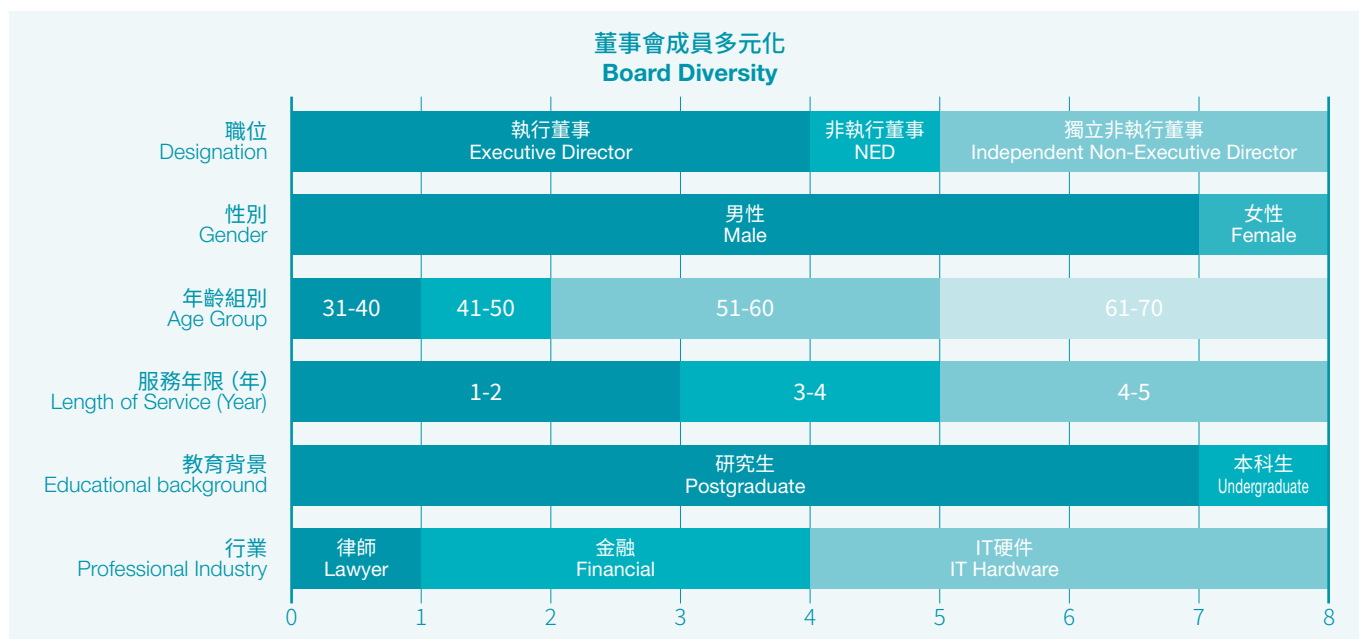 董事會成員多元化
Board Diversity
職位
Designation
執行董事
Executive Director
非執行董事
NED
獨立非執行董事
Independent Non-Executive Director
性別
Gender
男性
Male
女性
Female
年齡組別
Age Group
31-40
41-50
51-60
61-70
服務年限（年）
Length of Service (Year)
1-2
3-4
4-5
教育背景
Educational background
研究生
Postgraduate
本科生
Undergraduate
行業
Professional Industry
律師
Lawyer
金融
Financial
IT硬件
IT Hardware
0 1 2 3 4 5 6 7 8